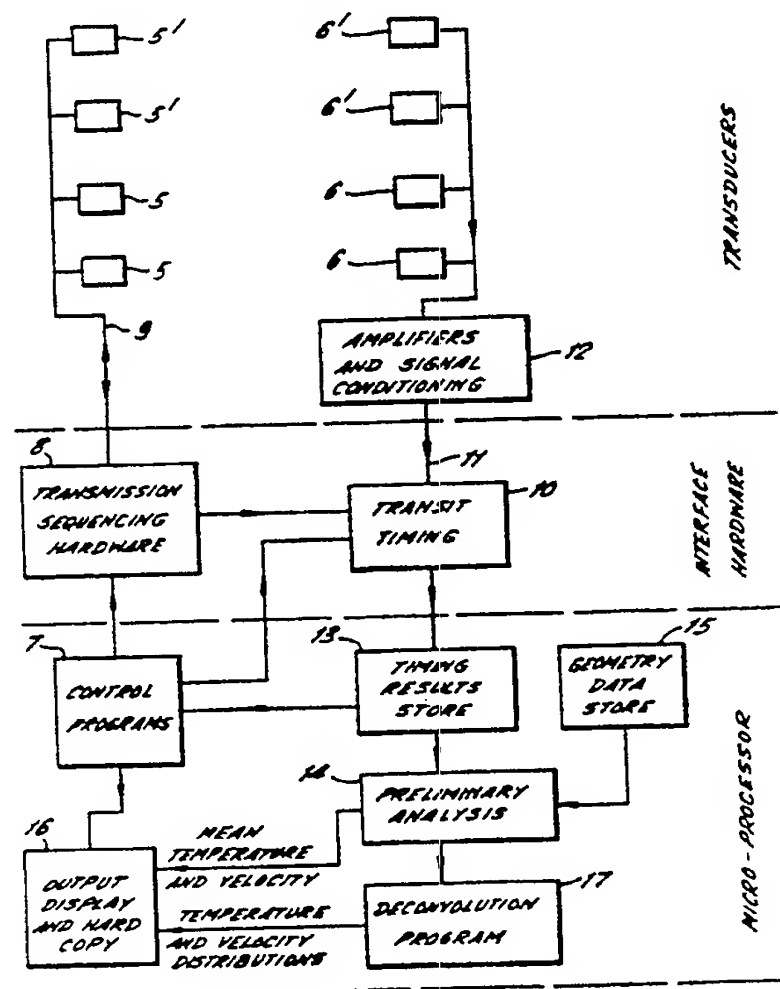 5'
6'
5'
6'
TRANSDUCERS
5
6
5
6
9
AMPLIFIERS
AND SIGNAL
CONDITIONING
12
8
11
TRANSMISSION
SEQUENCING
HARDWARE
10
TRANSIT
TIMING
INTERFACE
HARDWARE
7
CONTROL
PROGRAMS
13
TIMING
RESULTS
STORE
15
GEOMETRY
DATA
STORE
14
PRELIMINARY
ANALYSIS
MICRO-PROCESSOR
16
OUTPUT
DISPLAY
AND HARD
COPY
MEAN
TEMPERATURE
AND VELOCITY
TEMPERATURE
AND VELOCITY
DISTRIBUTIONS
17
DECONVOLUTION
PROGRAM